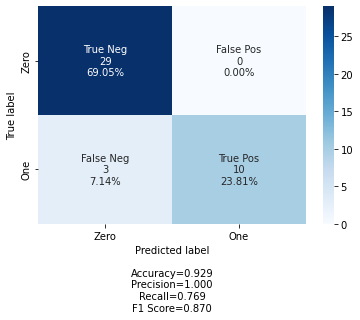 True Neg
29
69.05%
False Pos
0
0.00%
False Neg
3
7.14%
True Pos
10
23.81%
Zero
One
True label
Zero
One
Predicted label
25
20
15
10
5
0
Accuracy=0.929
Precision=1.000
Recall=0.769
F1 Score=0.870